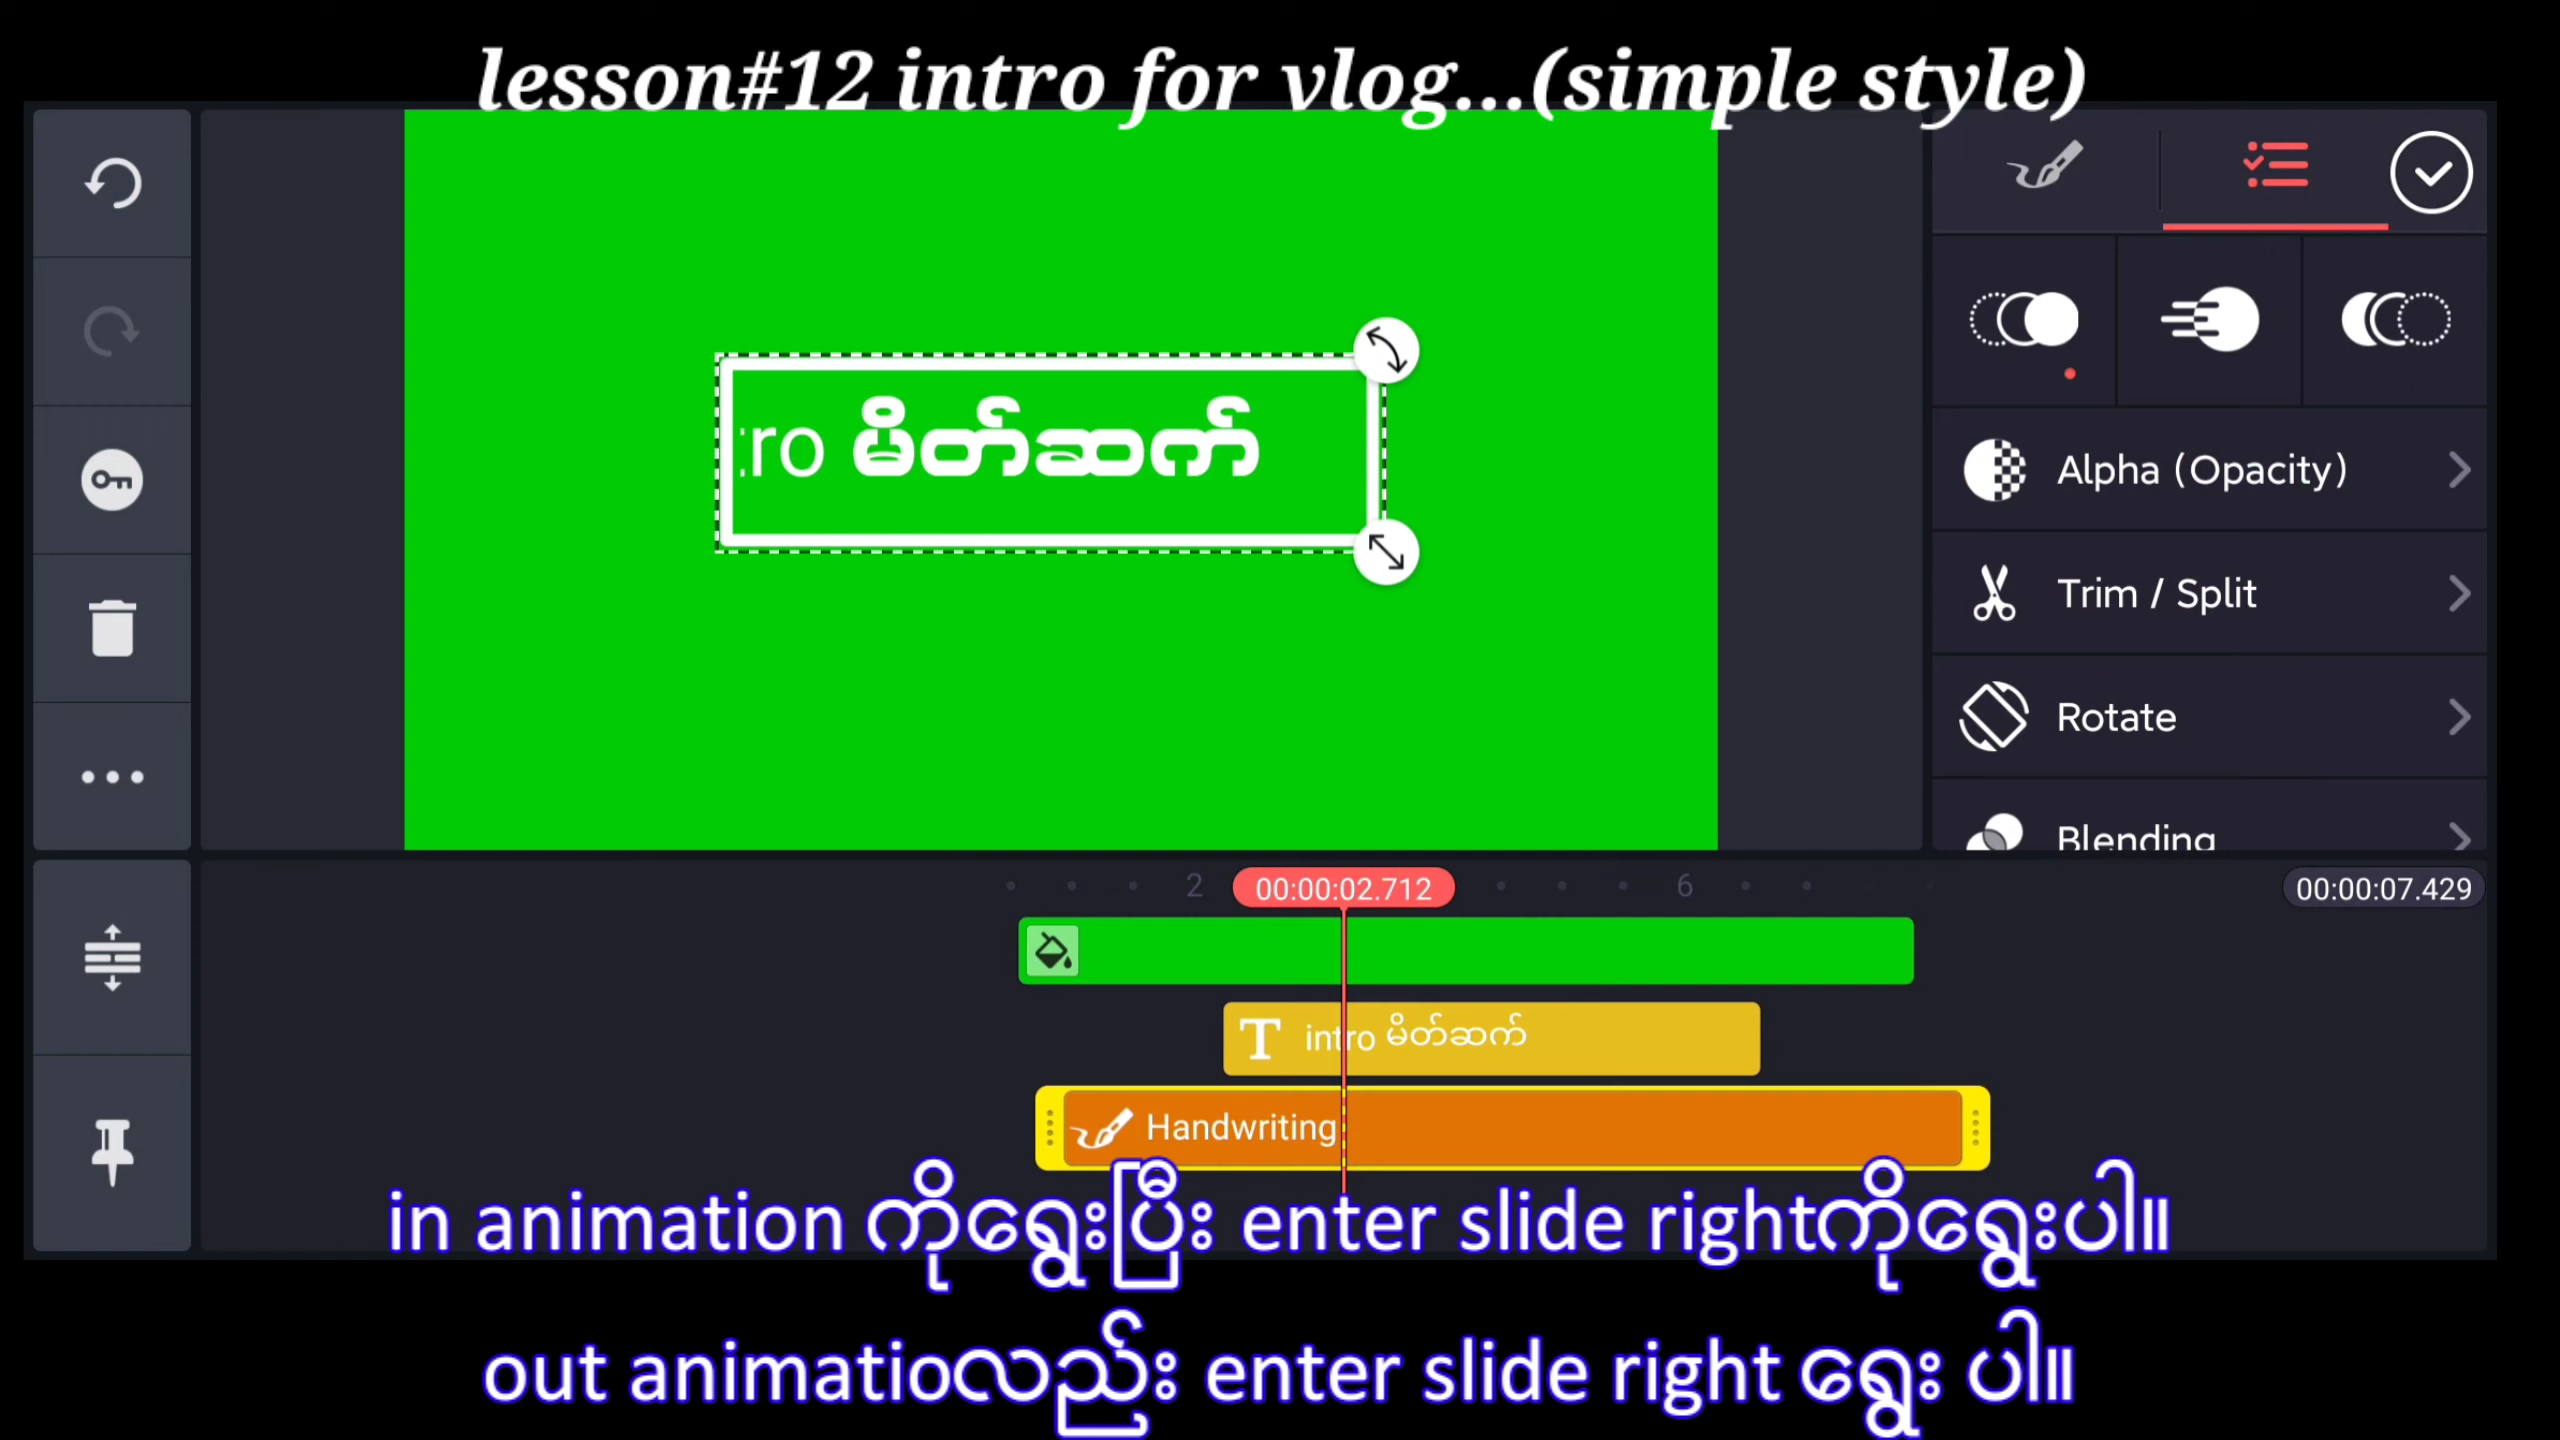 lesson#12 intro for vlog...(simple style)
:ro မိတ်ဆက်
Alpha (Opacity)
Trim / Split
Rotate
Blending
2
00:00:02.712
6
00:00:07.429
T intro မိတ်ဆက်
Handwriting
in animation ကိုရွေးပြီး enter slide rightကိုရွေးပါ။
out animatioလည်း enter slide right ရွေး ပါ။